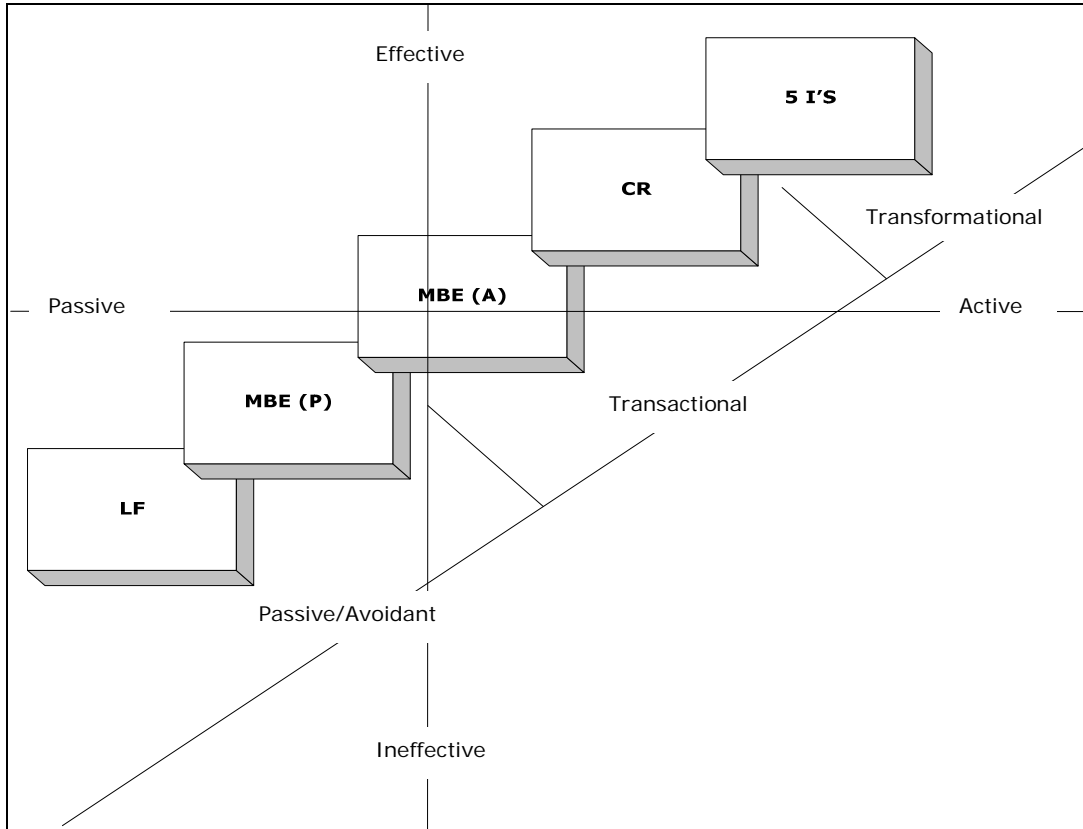 Effective
5 I'S
CR
Transformational
Passive
MBE (A)
Active
MBE (P)
Transactional
LF
Passive/Avoidant
Ineffective